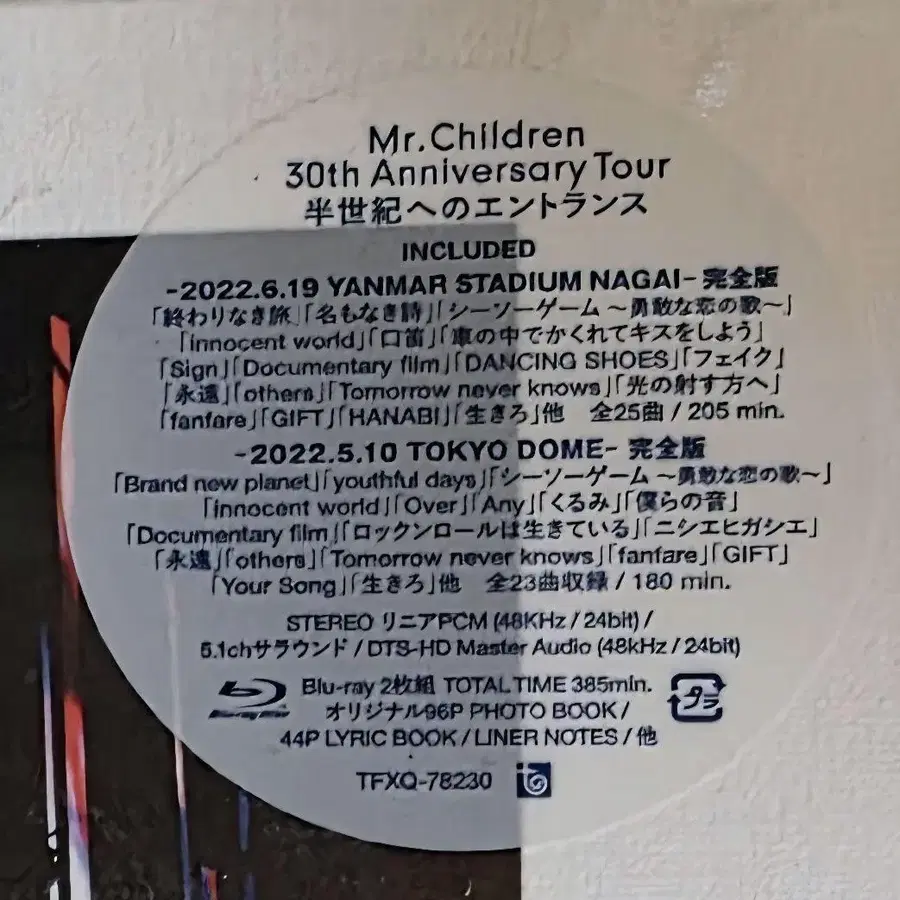 Mr.Children
30th Anniversary Tour
半世紀へのエントランス
INCLUDED
-2022.6.19 YANMAR STADIUM NAGAI- 完全版
「終わりなき旅」「名もなき詩」「シーソーゲーム 〜勇敢な恋の歌〜」
「innocent world」「口笛」「車の中でかくれてキスをしよう」
「Sign」「Documentary film」「DANCING SHOES」「フェイク」
「永遠」「others」「Tomorrow never knows」「光の射す方へ」
「fanfare」「GIFT」「HANABI」「生きろ」他 全25曲 / 205 min.
-2022.5.10 TOKYO DOME- 完全版
「Brand new planet」「youthful days」「シーソーゲーム 〜勇敢な恋の歌〜」
「innocent world」「Over」「Any」「くるみ」「僕らの音」
「Documentary film」「ロックンロールは生きている」「ニシエヒガシエ」
「永遠」「others」「Tomorrow never knows」「fanfare」「GIFT」
「Your Song」「生きろ」他 全23曲収録 / 180 min.
STEREO リニアPCM (48KHz / 24bit) /
5.1chサラウンド / DTS-HD Master Audio (48kHz / 24bit)
Blu-ray 2枚組 TOTAL TIME 385min.
プラ
オリジナル96P PHOTO BOOK /
44P LYRIC BOOK / LINER NOTES / 他
TFXQ-78230